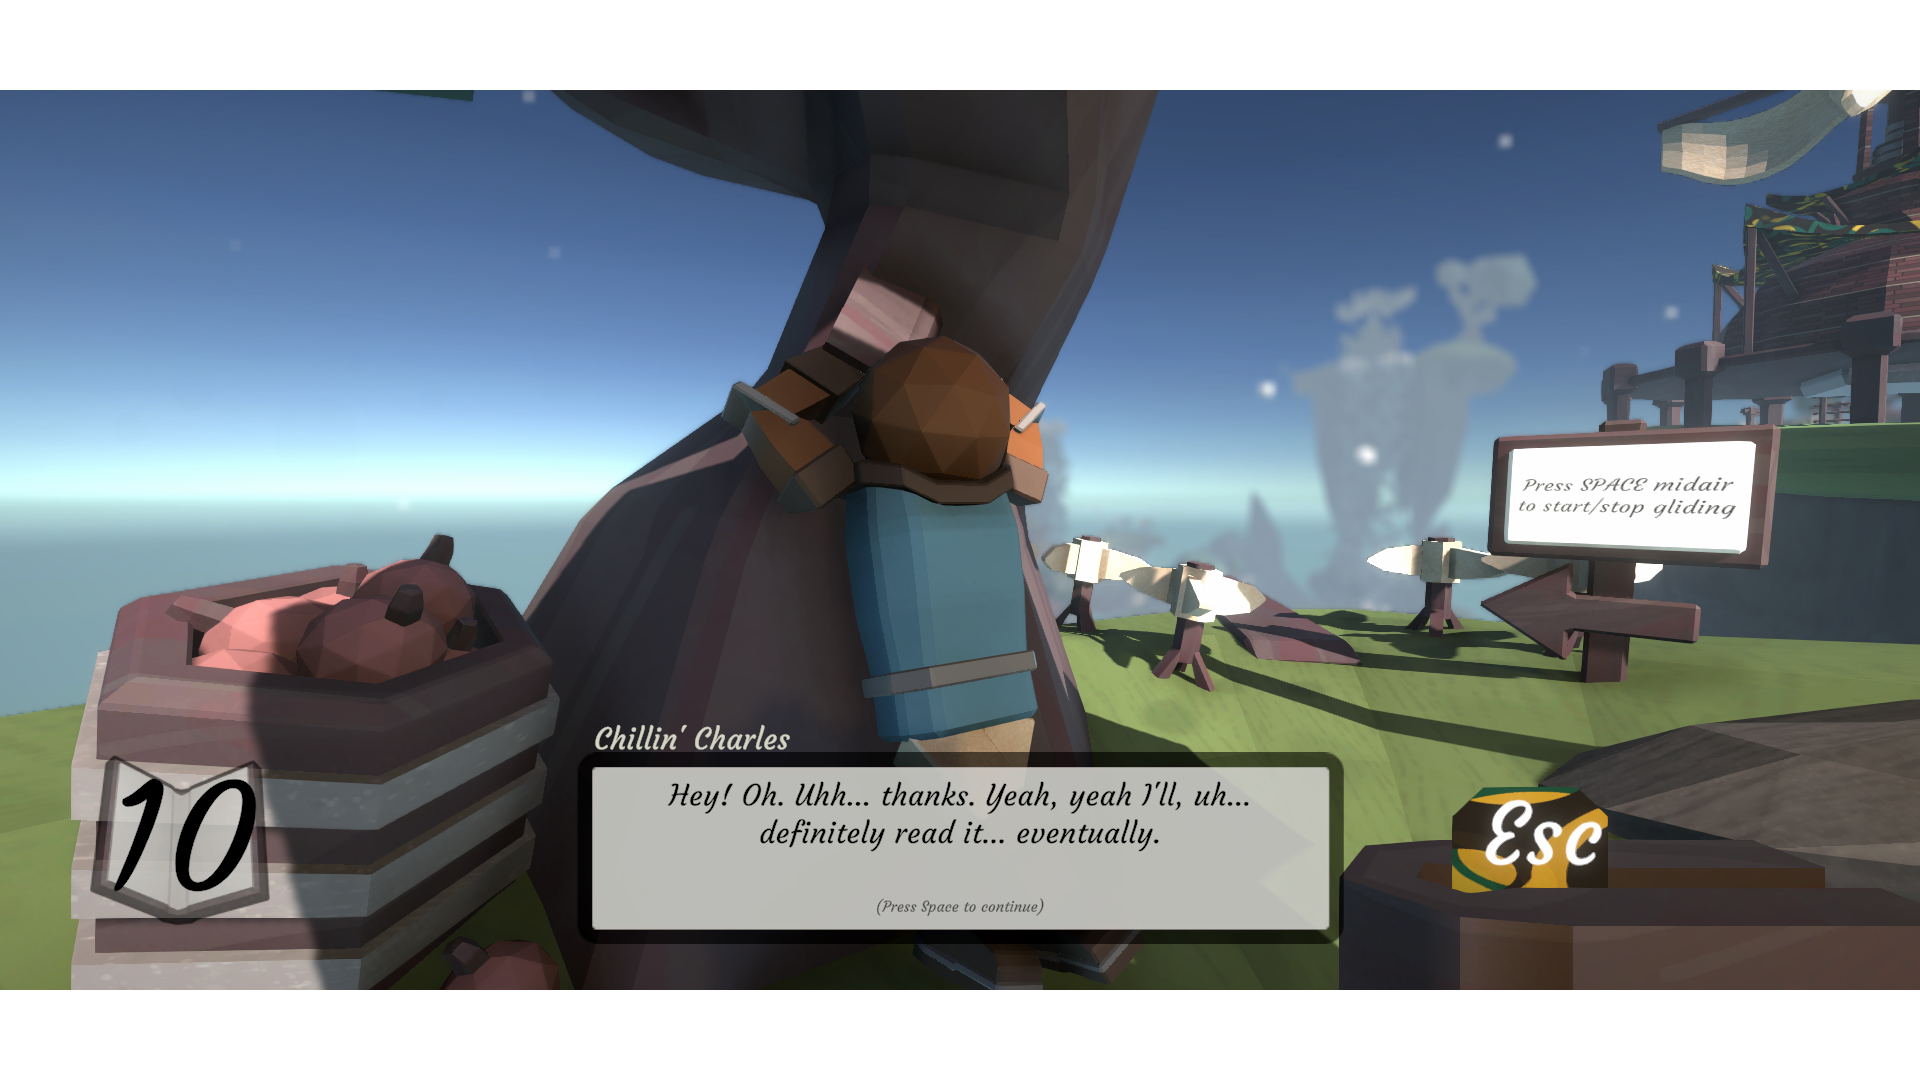 Press SPACE midair
to start/stop gliding
Chillin' Charles
Hey! Oh. Uhh... thanks. Yeah, yeah I'll, uh...
definitely read it... eventually.
(Press Space to continue)
10
Esc